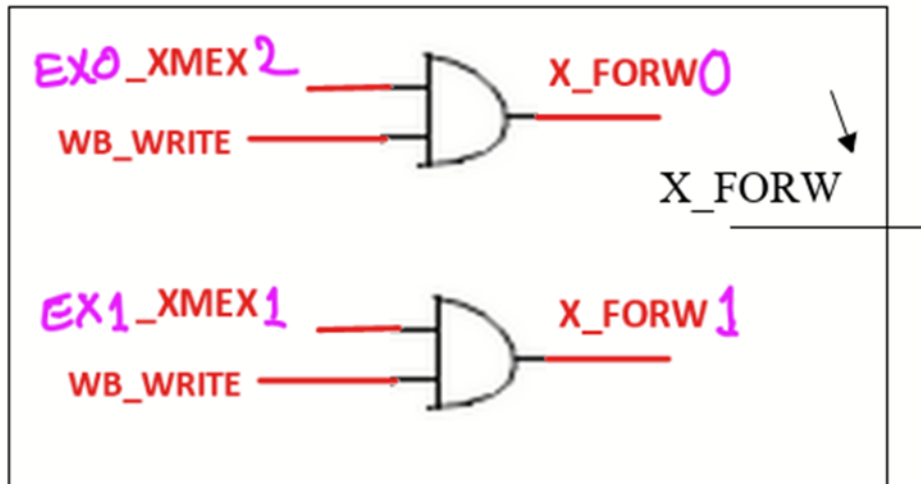 EX0_XMEX2
X_FORW0
WB_WRITE
X_FORW
EX1_XMEX1
X_FORW1
WB_WRITE